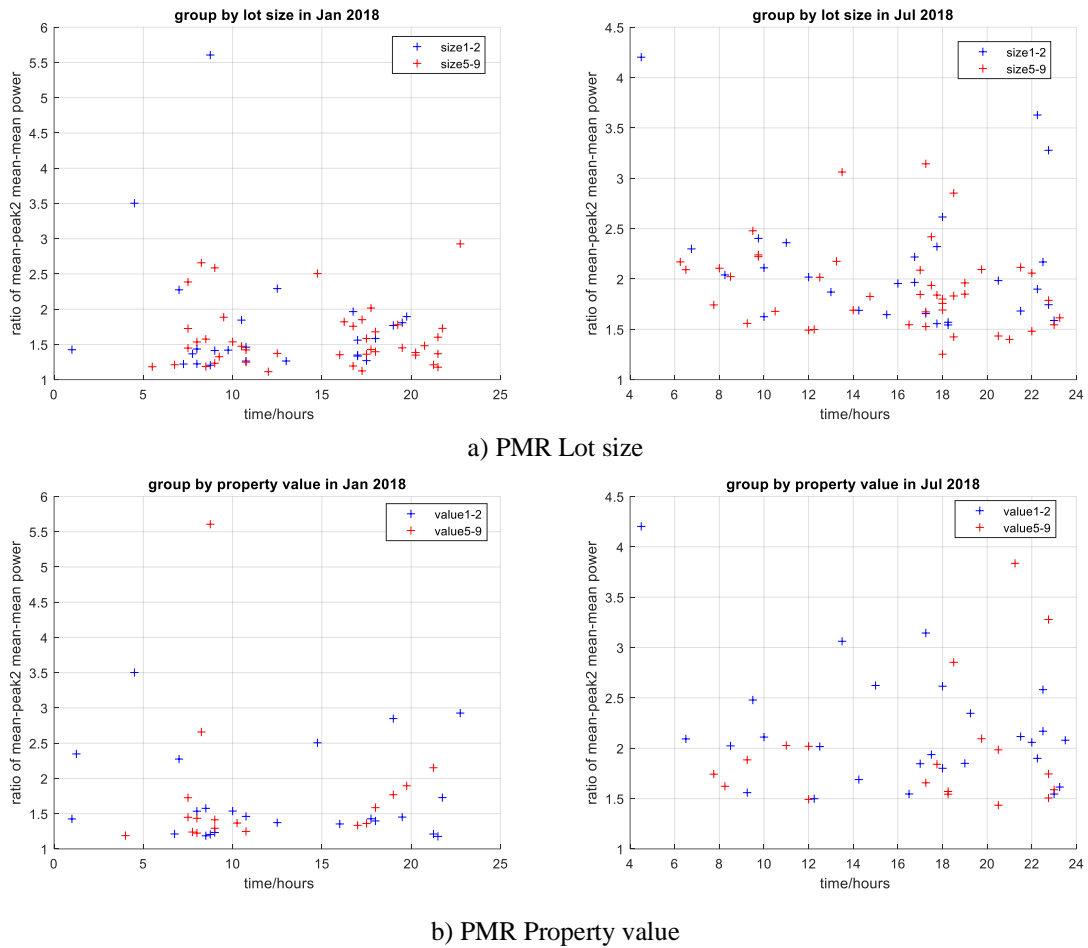 group by lot size in Jan 2018
6
5.5
5
4.5
4
3.5
3
2.5
2
1.5
1
ratio of mean-peak2 mean-mean power
size1-2
size5-9
0 5 10 15 20 25
time/hours
group by lot size in Jul 2018
4.5
4
3.5
3
2.5
2
1.5
1
ratio of mean-peak2 mean-mean power
size1-2
size5-9
4 6 8 10 12 14 16 18 20 22 24
time/hours
a) PMR Lot size
group by property value in Jan 2018
6
5.5
5
4.5
4
3.5
3
2.5
2
1.5
1
ratio of mean-peak2 mean-mean power
value1-2
value5-9
0 5 10 15 20 25
time/hours
group by property value in Jul 2018
4.5
4
3.5
3
2.5
2
1.5
1
ratio of mean-peak2 mean-mean power
value1-2
value5-9
4 6 8 10 12 14 16 18 20 22 24
time/hours
b) PMR Property value